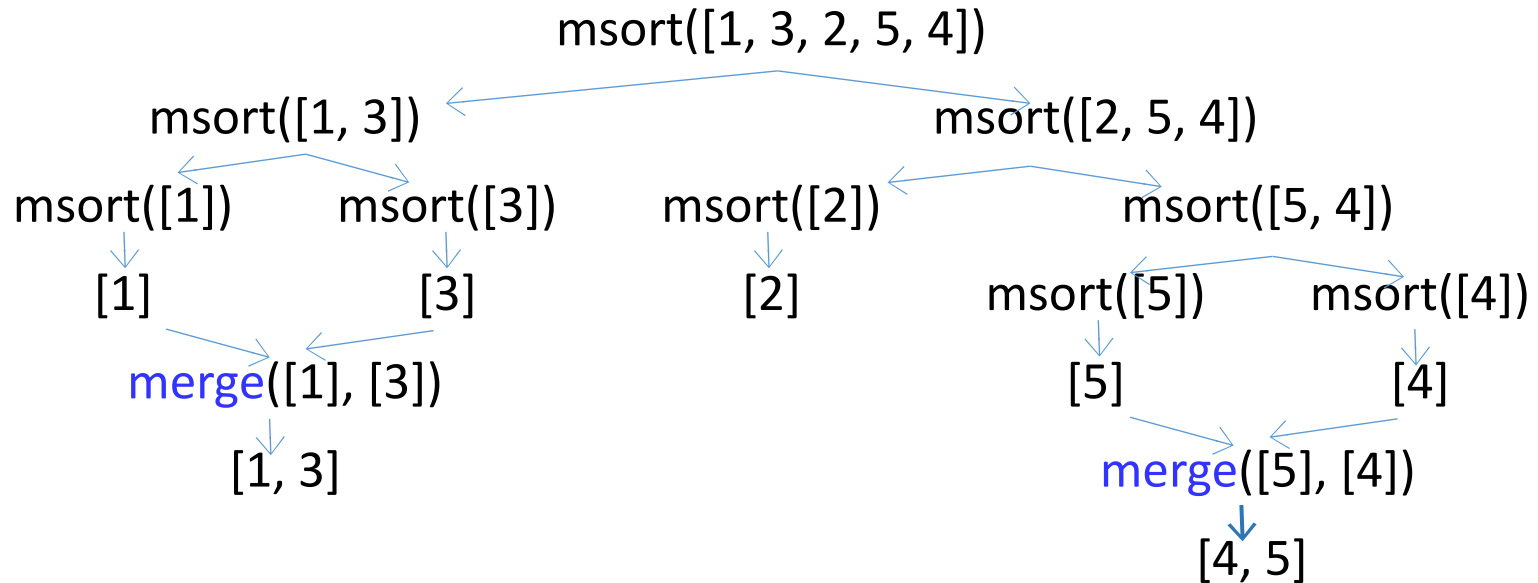 msort([1, 3, 2, 5, 4])
msort([1, 3])
msort([2, 5, 4])
msort([1])
msort([3])
msort([2])
msort([5, 4])
[1]
[3]
[2]
msort([5])
msort([4])
merge([1], [3])
[5]
[4]
[1, 3]
merge([5], [4])
[4, 5]